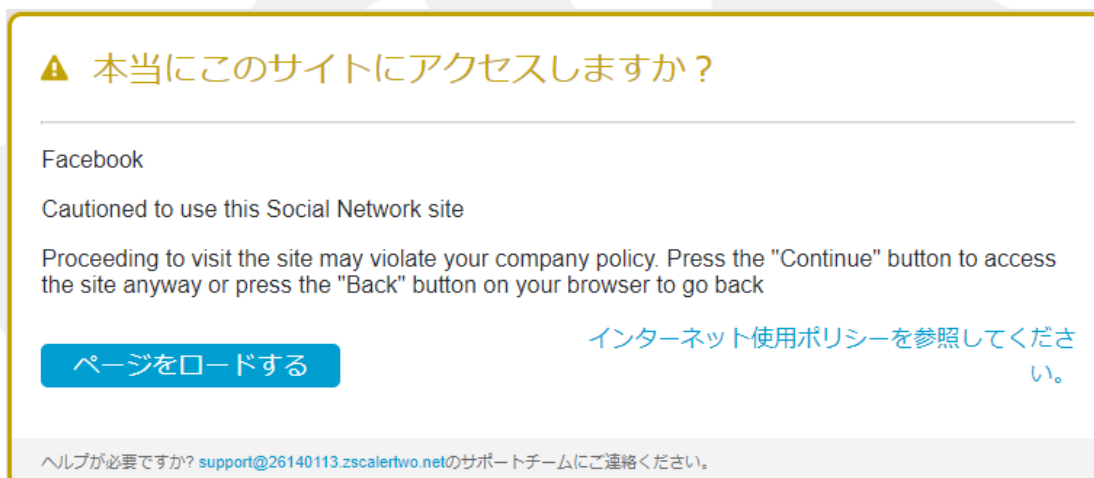 本当にこのサイトにアクセスしますか？
Facebook
Cautioned to use this Social Network site
Proceeding to visit the site may violate your company policy. Press the "Continue" button to access
the site anyway or press the "Back" button on your browser to go back
ページをロードする
インターネット使用ポリシーを参照してくださ
い。
ヘルプが必要ですか? support@26140113.zscalertwo.netのサポートチームにご連絡ください。